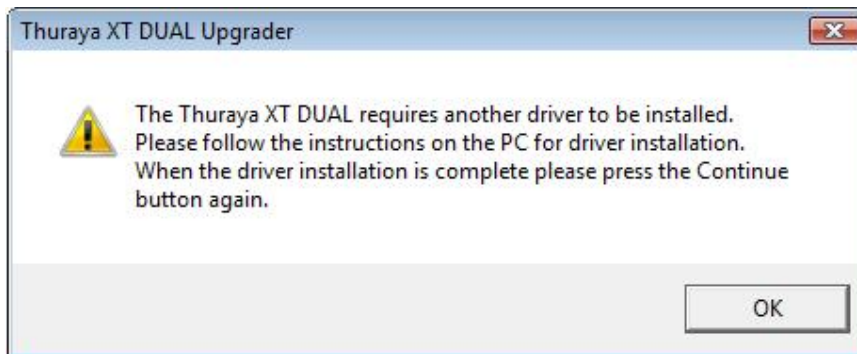 Thuraya XT DUAL Upgrader
The Thuraya XT DUAL requires another driver to be installed.
Please follow the instructions on the PC for driver installation.
When the driver installation is complete please press the Continue
button again.
OK